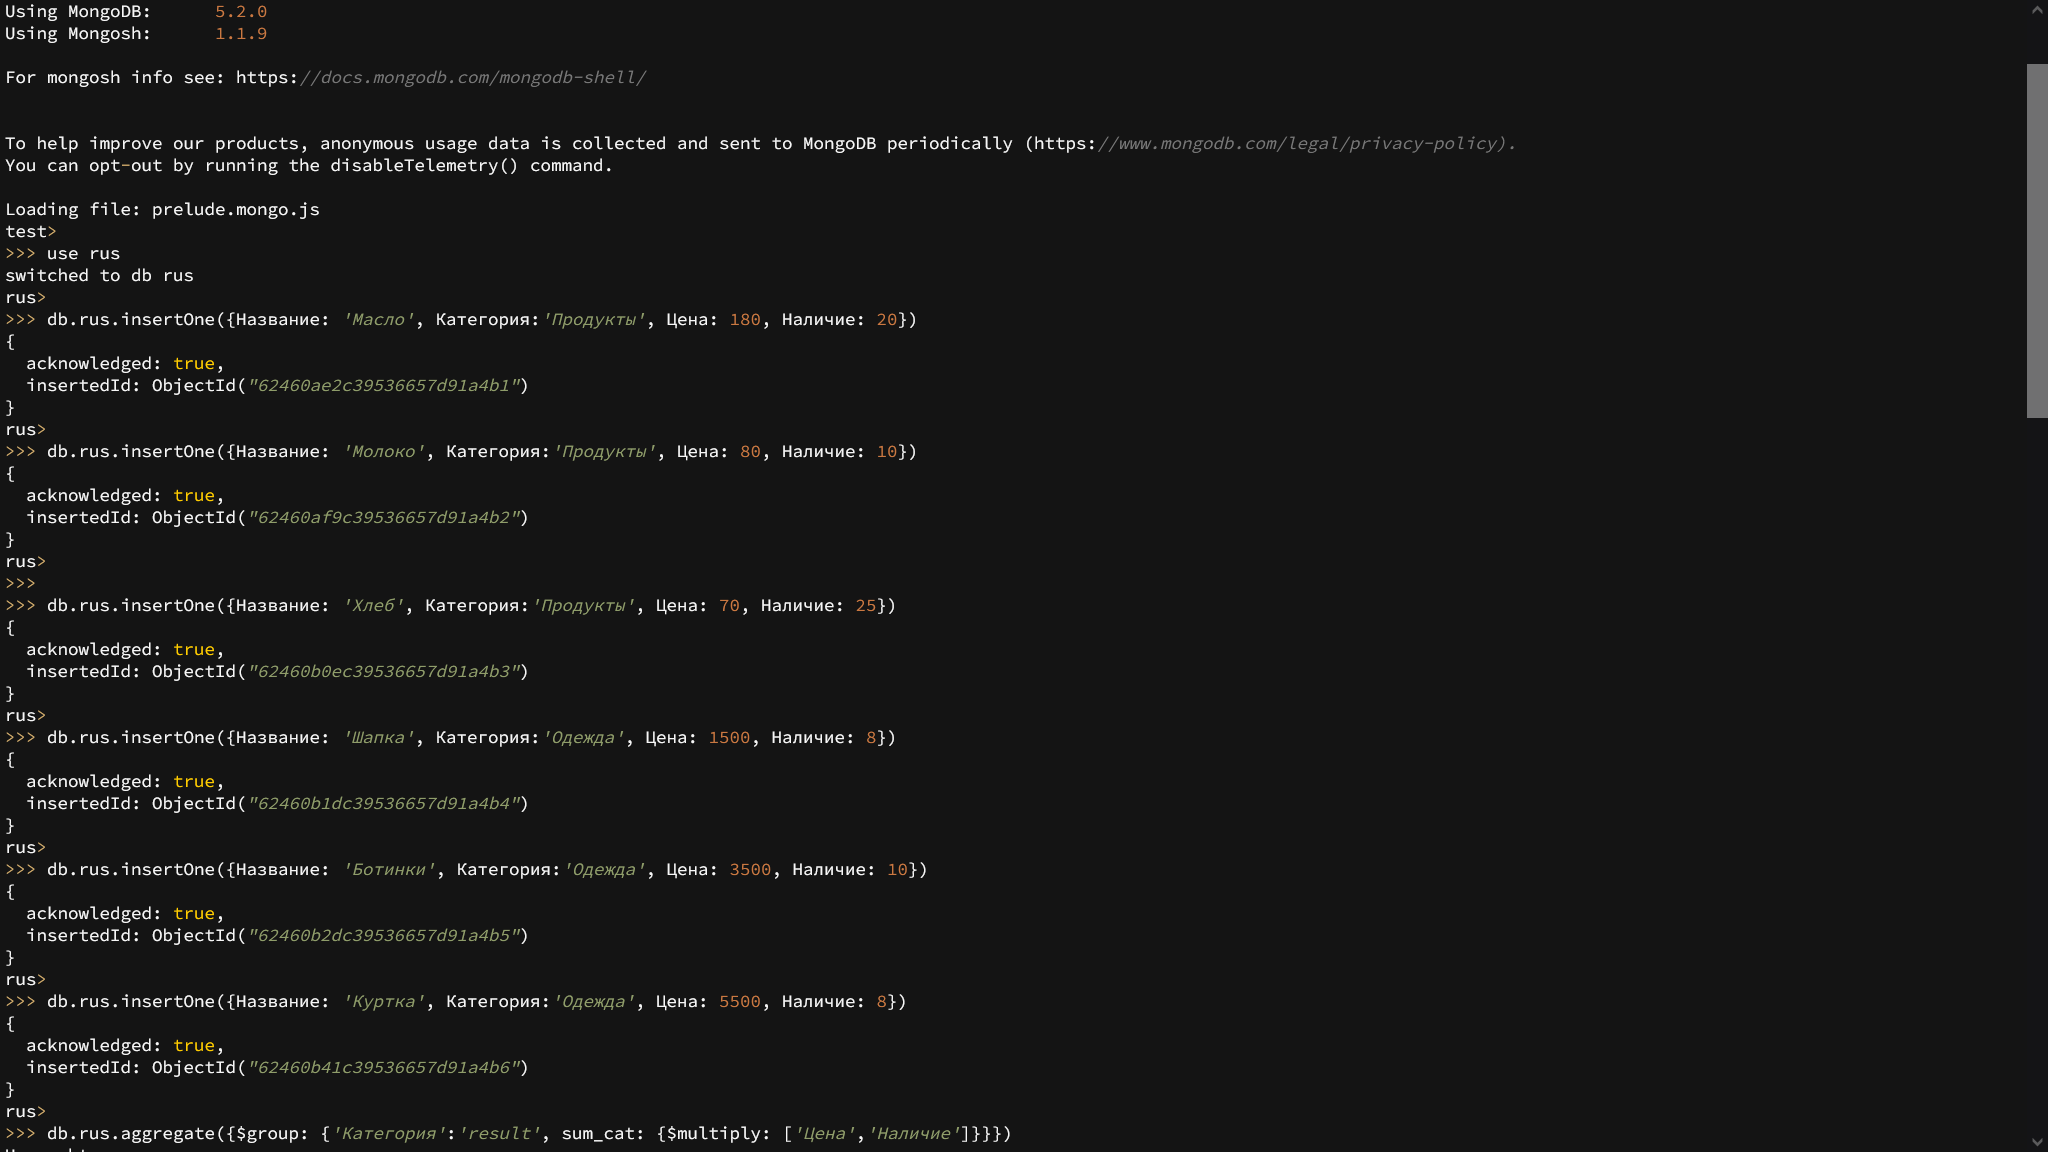 Using MongoDB:      5.2.0
Using Mongosh:      1.1.9
For mongosh info see: https://docs.mongodb.com/mongodb-shell/
To help improve our products, anonymous usage data is collected and sent to MongoDB periodically (https://www.mongodb.com/legal/privacy-policy).
You can opt-out by running the disableTelemetry() command.
Loading file: prelude.mongo.js
test>
>>> use rus
switched to db rus
rus>
>>> db.rus.insertOne({Название: 'Масло', Категория:'Продукты', Цена: 180, Наличие: 20})
{
  acknowledged: true,
  insertedId: ObjectId("62460ae2c39536657d91a4b1")
}
rus>
>>> db.rus.insertOne({Название: 'Молоко', Категория:'Продукты', Цена: 80, Наличие: 10})
{
  acknowledged: true,
  insertedId: ObjectId("62460af9c39536657d91a4b2")
}
rus>
>>>
>>> db.rus.insertOne({Название: 'Хлеб', Категория:'Продукты', Цена: 70, Наличие: 25})
{
  acknowledged: true,
  insertedId: ObjectId("62460b0ec39536657d91a4b3")
}
rus>
>>> db.rus.insertOne({Название: 'Шапка', Категория:'Одежда', Цена: 1500, Наличие: 8})
{
  acknowledged: true,
  insertedId: ObjectId("62460b1dc39536657d91a4b4")
}
rus>
>>> db.rus.insertOne({Название: 'Ботинки', Категория:'Одежда', Цена: 3500, Наличие: 10})
{
  acknowledged: true,
  insertedId: ObjectId("62460b2dc39536657d91a4b5")
}
rus>
>>> db.rus.insertOne({Название: 'Куртка', Категория:'Одежда', Цена: 5500, Наличие: 8})
{
  acknowledged: true,
  insertedId: ObjectId("62460b41c39536657d91a4b6")
}
rus>
>>> db.rus.aggregate({$group: {'Категория':'result', sum_cat: {$multiply: ['Цена','Наличие']}}})